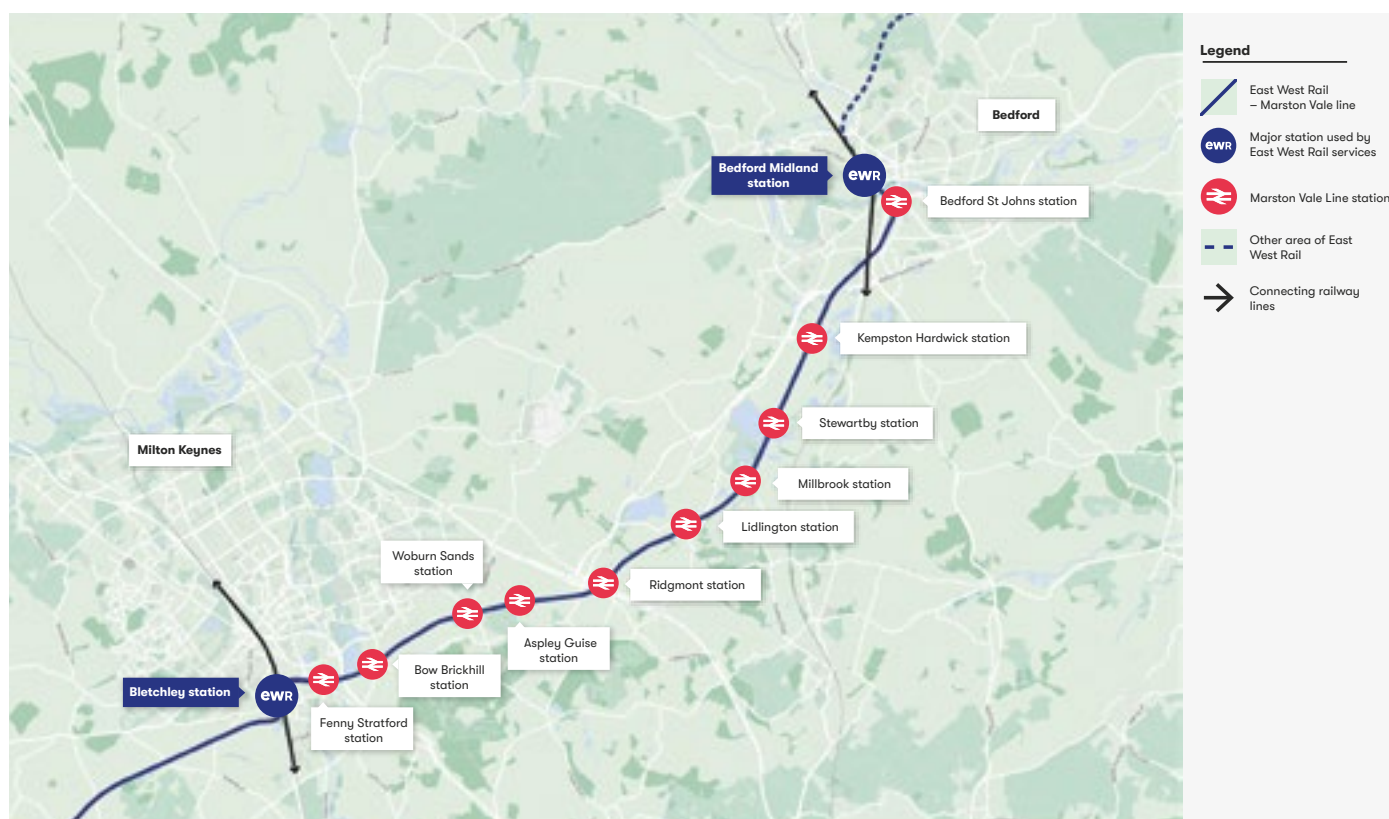 Bedford
Bedford Midland
station
ewR
Bedford St Johns station
Kempston Hardwick station
Stewartby station
Milton Keynes
Millbrook station
Lidlington station
Woburn Sands
station
Ridgmont station
Aspley Guise
station
Bow Brickhill
station
Bletchley station
ewR
Fenny Stratford
station
Legend
East West Rail
– Marston Vale line
ewR
Major station used by
East West Rail services
Marston Vale Line station
Other area of East
West Rail
Connecting railway
lines